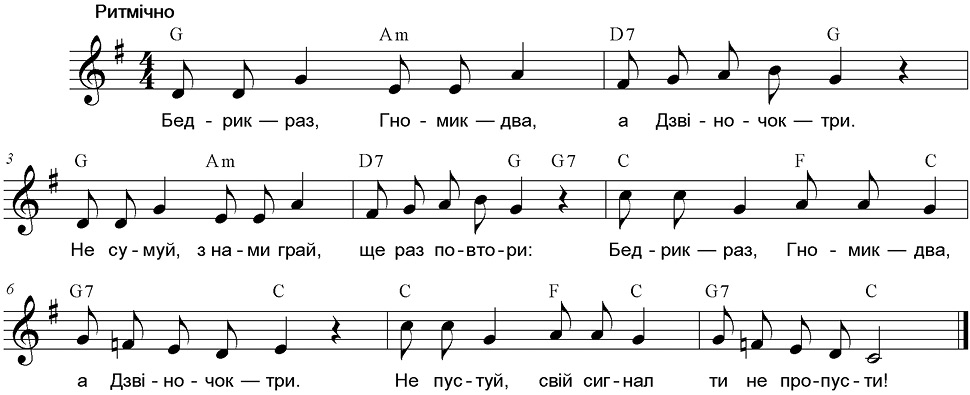 Ритмічно
G Am D7 G
Бед - рик — раз, Гно - мик — два, а Дзві - но - чок — три.
3 G Am D7 G G7 C F C
Не су - муй, з на - ми грай, ще раз по - вто - ри: Бед - рик — раз, Гно - мик — два,
6 G7 C C F C G7 C
а Дзві - но - чок — три. Не пус - туй, свій сиг - нал ти не про - пус - ти!